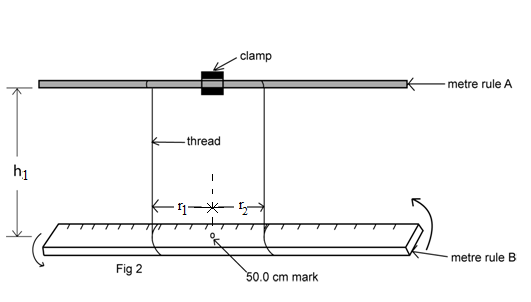 clamp
metre rule A
thread
h1
r1 r2
metre rule B
Fig 2
50.0 cm mark